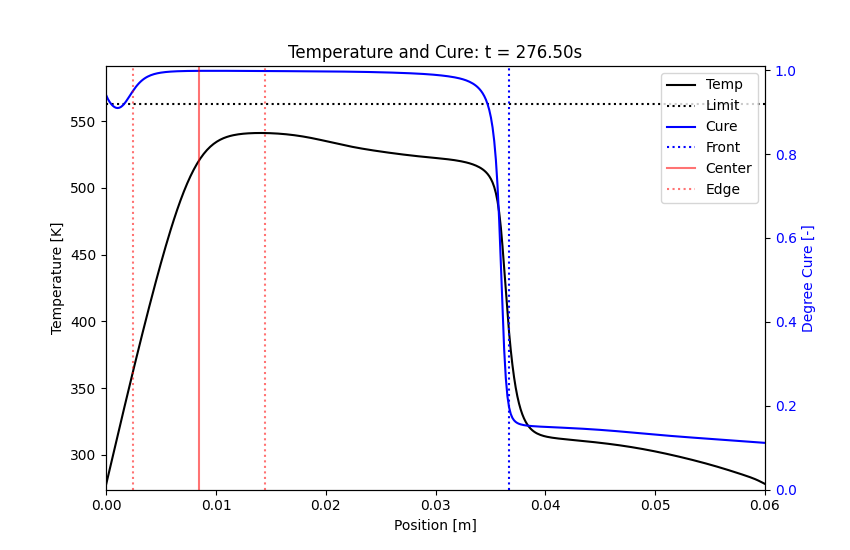 Temperature and Cure: t = 276.50s
Temperature [K]
550
500
450
400
350
300
0.00
0.01
0.02
0.03
0.04
0.05
0.06
Position [m]
1.0
0.8
0.6
0.4
0.2
0.0
Degree Cure [-]
Temp
Limit
Cure
Front
Center
Edge